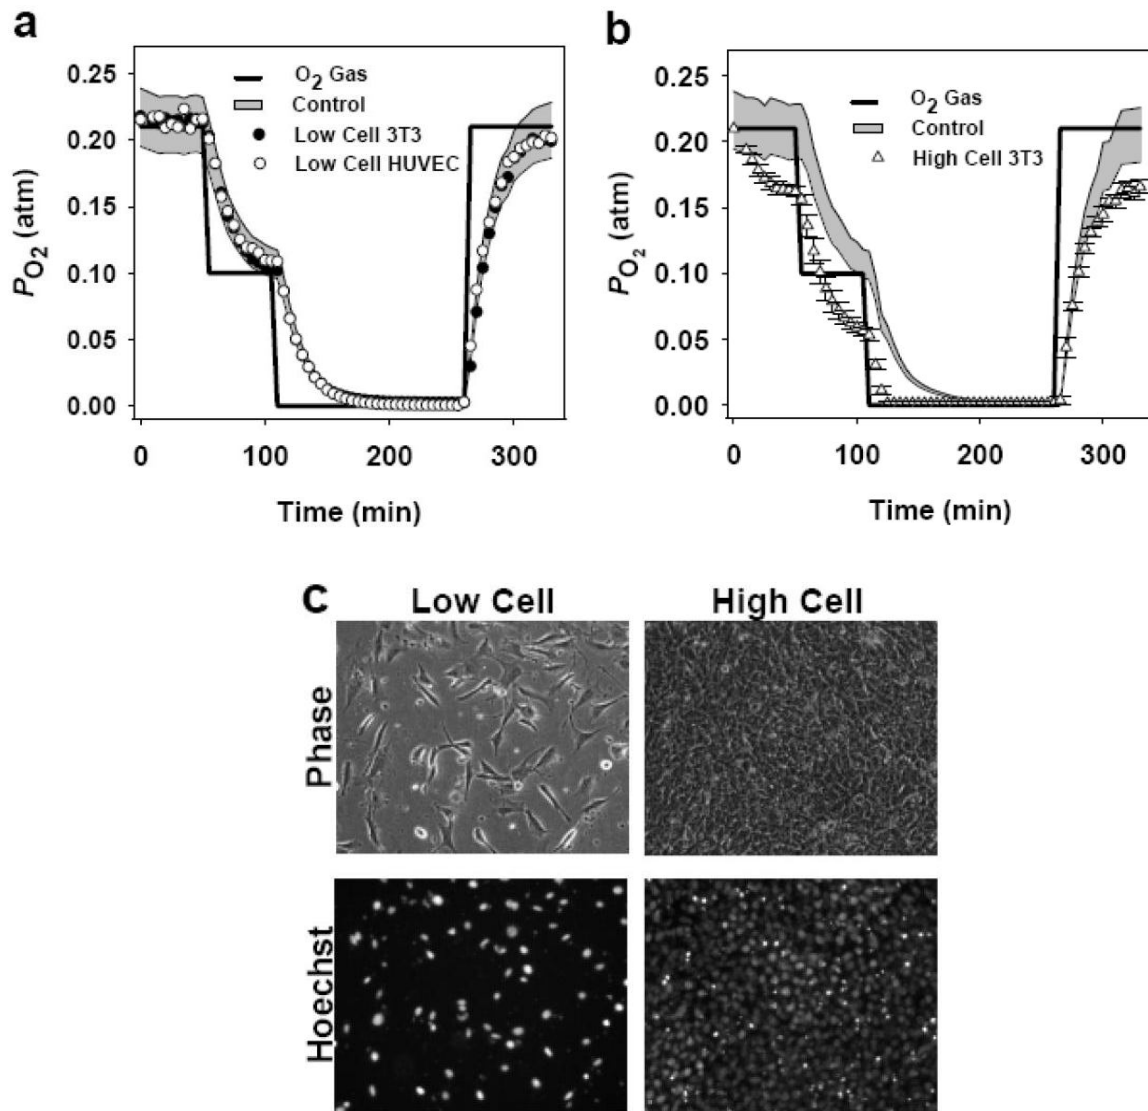 a
0.25
0.20
0.15
0.10
0.05
0.00
PO2 (atm)
O2 Gas
Control
Low Cell 3T3
Low Cell HUVEC
0 100 200 300
Time (min)
b
0.25
0.20
0.15
0.10
0.05
0.00
PO2 (atm)
O2 Gas
Control
High Cell 3T3
0 100 200 300
Time (min)
c
Low Cell High Cell
Phase
Hoechst